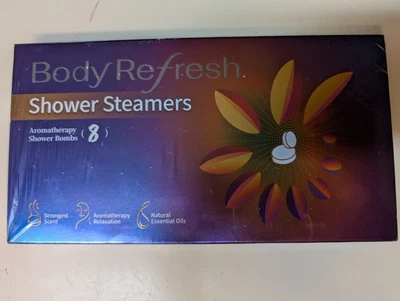 Body Refresh
Shower Steamers
Aromatherapy
Shower Bombs (8)
Strongest
Scent
Aromatherapy
Relaxation
Natural
Essential Oils